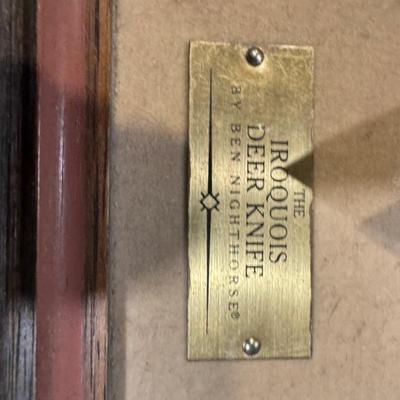 THE
IROQUOIS
DEER KNIFE
BY BEN NIGHTHORSE®